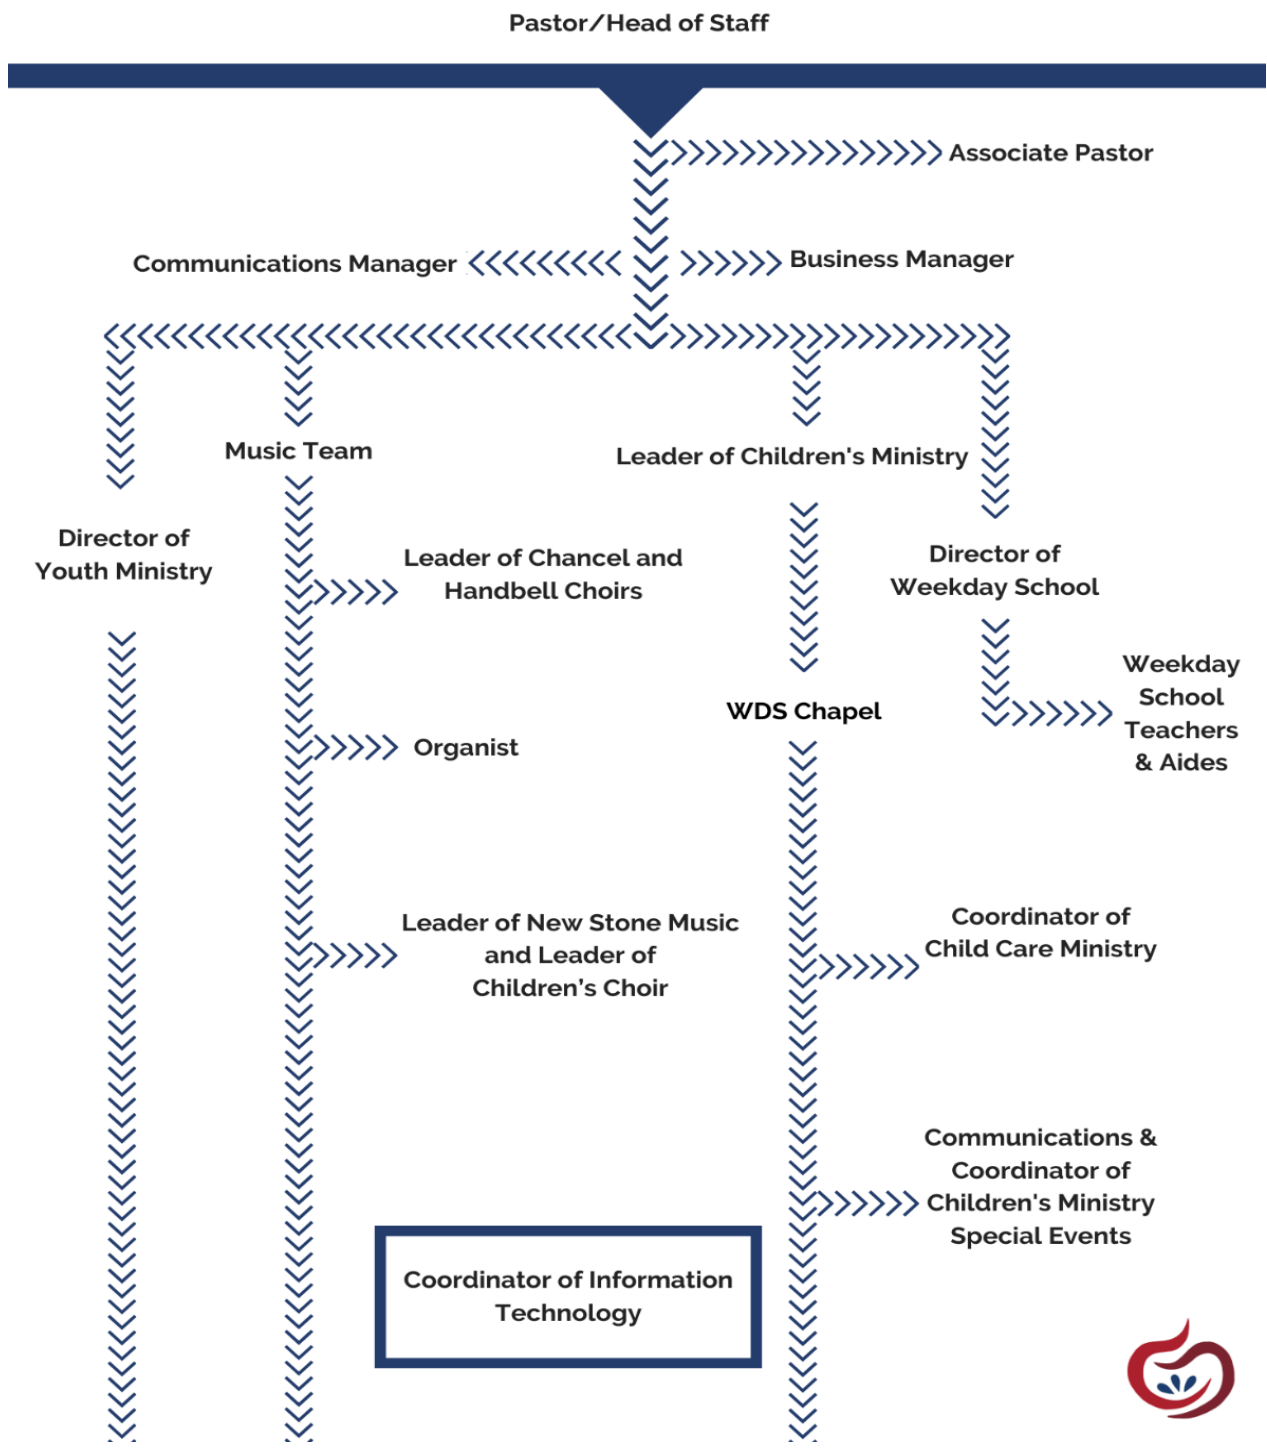 Pastor/Head of Staff
Associate Pastor
Communications Manager
Business Manager
Music Team
Leader of Children's Ministry
Director of
Youth Ministry
Leader of Chancel and
Handbell Choirs
Director of
Weekday School
Weekday
School
Teachers
& Aides
WDS Chapel
Organist
Leader of New Stone Music
and Leader of
Children’s Choir
Coordinator of
Child Care Ministry
Communications &
Coordinator of
Children's Ministry
Special Events
Coordinator of Information
Technology